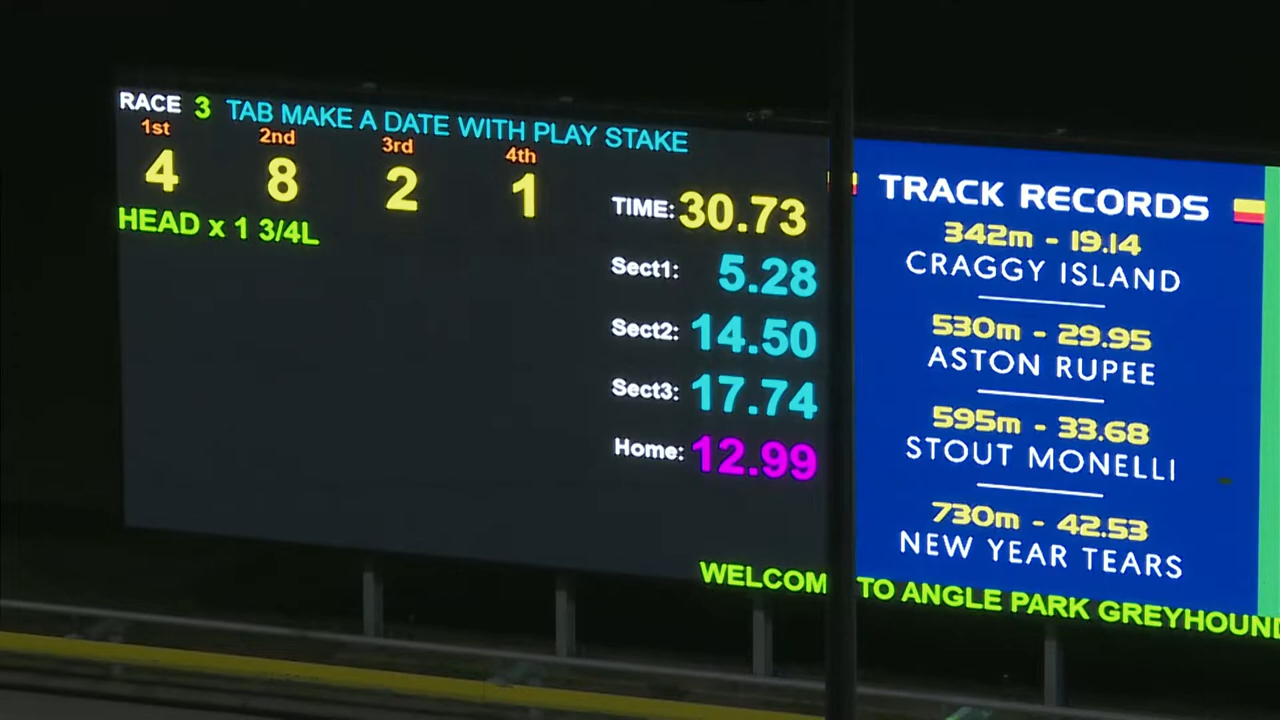 RACE 3 TAB MAKE A DATE WITH PLAY STAKE
1st 2nd 3rd 4th
4 8 2 1
HEAD x 1 3/4L
TIME: 30.73
Sect1: 5.28
Sect2: 14.50
Sect3: 17.74
Home: 12.99
TRACK RECORDS
342m - 19.14
CRAGGY ISLAND
530m - 29.95
ASTON RUPEE
595m - 33.68
STOUT MONELLI
730m - 42.53
NEW YEAR TEARS
WELCOM TO ANGLE PARK GREYHOUND